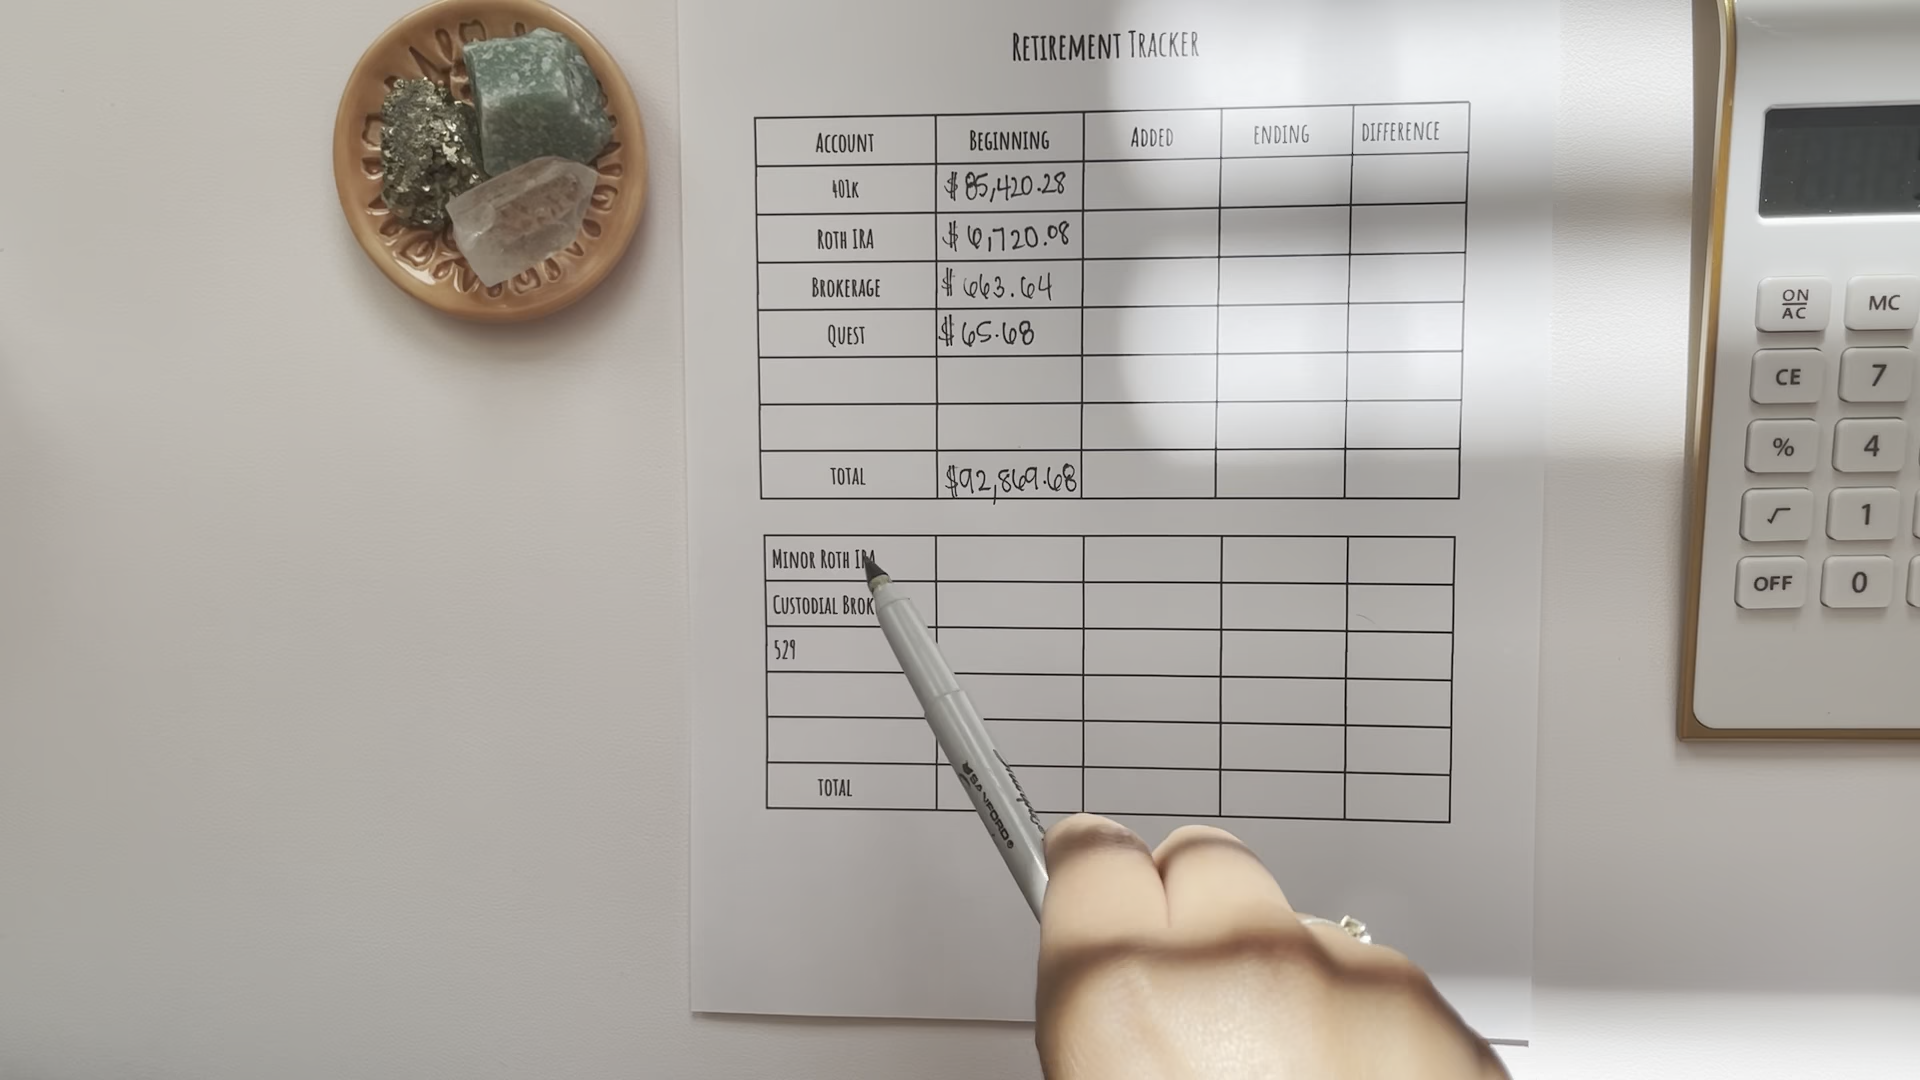 RETIREMENT TRACKER
ACCOUNT BEGINNING ADDED ENDING DIFFERENCE
401K $85,420.28
ROTH IRA $6,720.08
BROKERAGE $663.64
QUEST $65.68
TOTAL $92,869.68
MINOR ROTH IRA
CUSTODIAL BROK
529
TOTAL
SANFORD®
ON
AC
MC
CE 7
% 4
√ 1
OFF 0